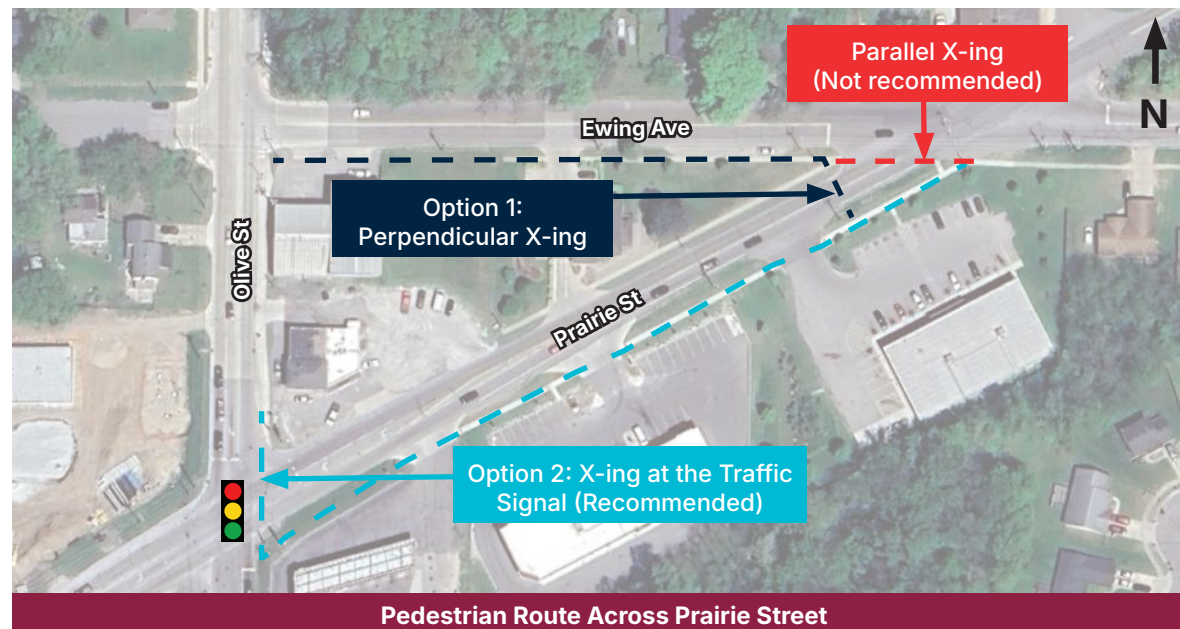 Parallel X-ing
(Not recommended)
N
Ewing Ave
Option 1:
Perpendicular X-ing
Olive St
Prairie St
Option 2: X-ing at the Traffic
Signal (Recommended)
Pedestrian Route Across Prairie Street